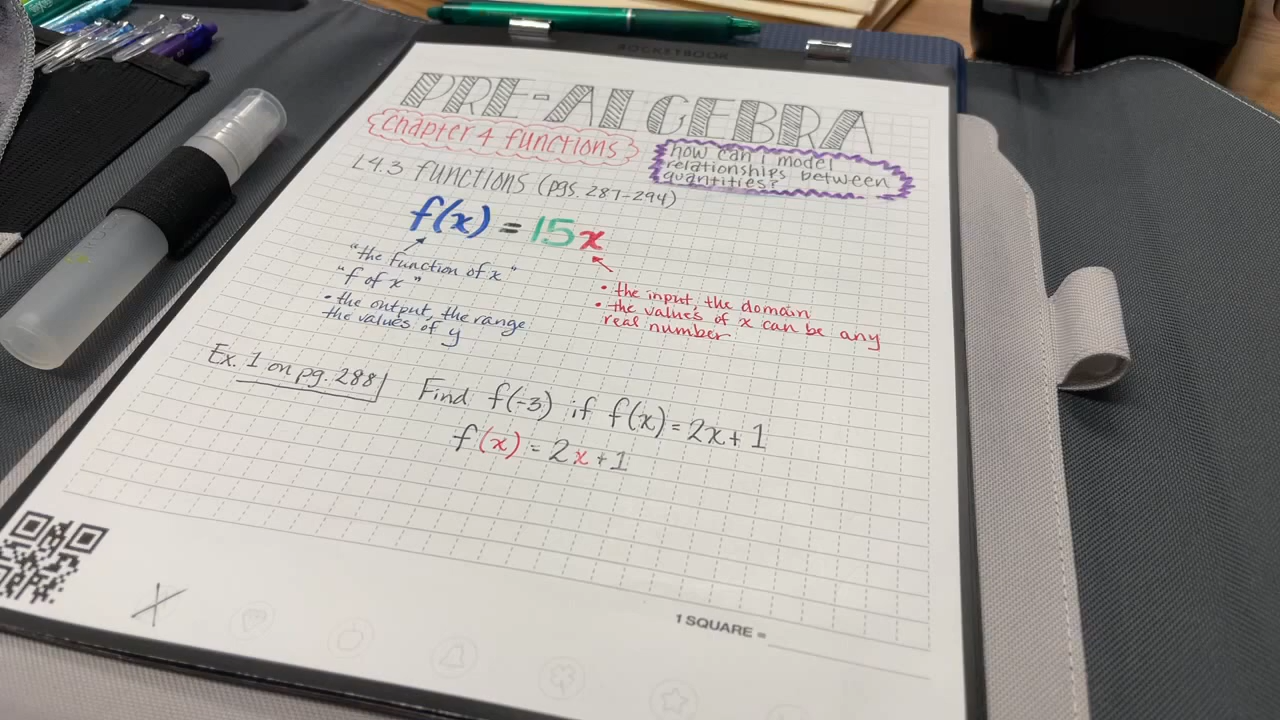 ROCKETBOOK
PRE-ALGEBRA
Chapter 4 functions
how can I model
relationships between
quantities?
L4.3 functions (pgs. 287-294)
f(x) = 15x
"the function of x"
"f of x"
• the output, the range
the values of y
• the input, the domain
• the values of x can be any
real number
Ex. 1 on pg. 288
Find f(-3) if f(x) = 2x + 1
f(x) = 2x + 1
1 SQUARE =